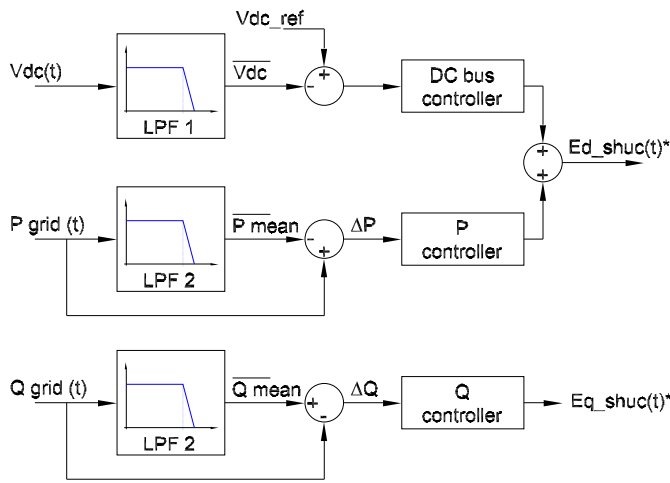 Vdc_ref
Vdc(t)
LPF 1
Vdc
+
-
DC bus
controller
+
+
Ed_shuc(t)*
P grid (t)
LPF 2
P mean
-
+
ΔP
P
controller
Q grid (t)
LPF 2
Q mean
+
-
ΔQ
Q
controller
Eq_shuc(t)*